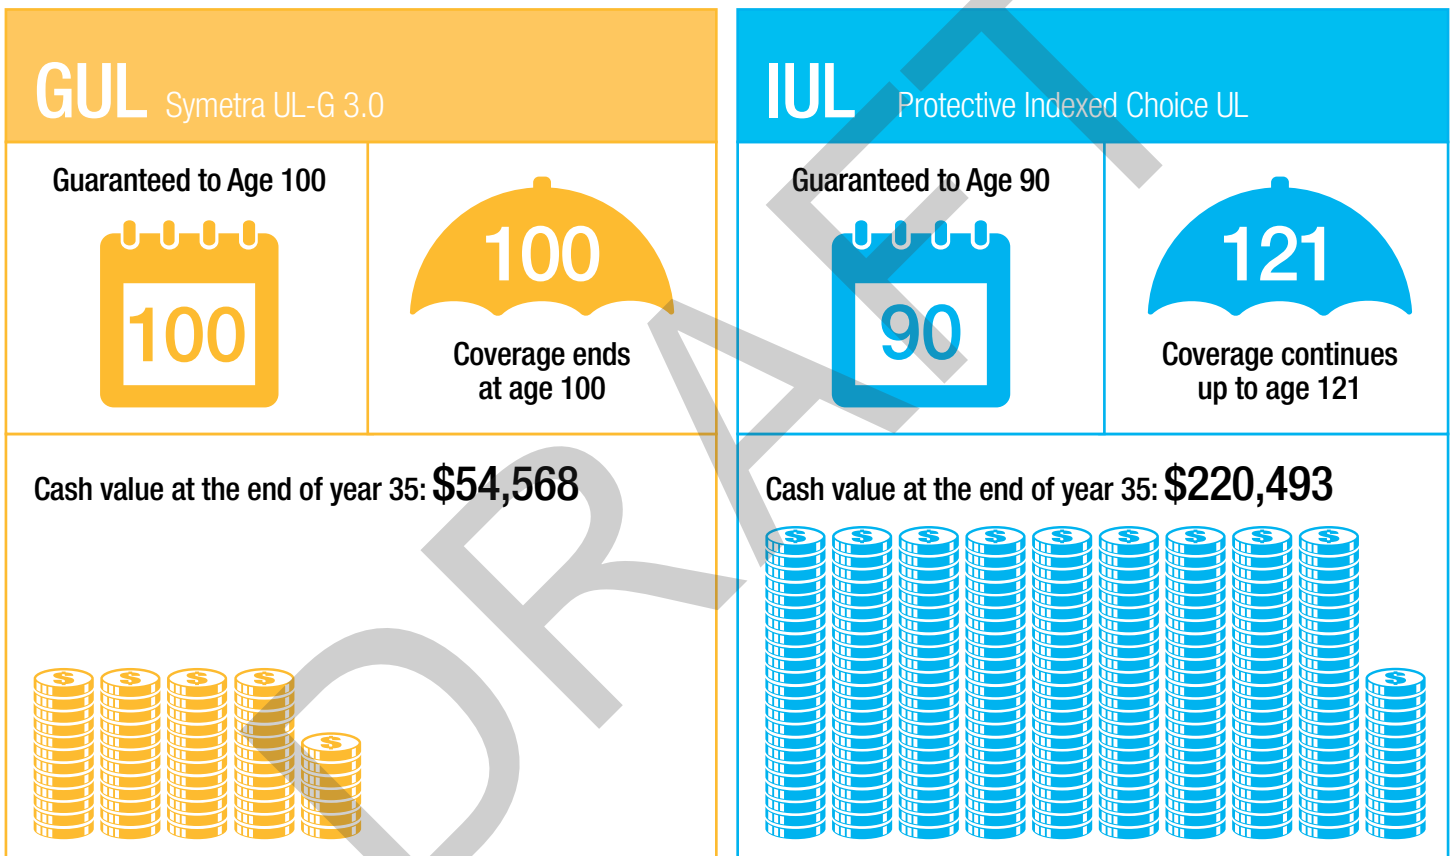 GUL Symetra UL-G 3.0
Guaranteed to Age 100
100
100
Coverage ends
at age 100
Cash value at the end of year 35: $54,568
$ $ $ $ $
IUL Protective Indexed Choice UL
Guaranteed to Age 90
90
121
Coverage continues
up to age 121
Cash value at the end of year 35: $220,493
$ $ $ $ $ $ $ $ $ $
DRAFT